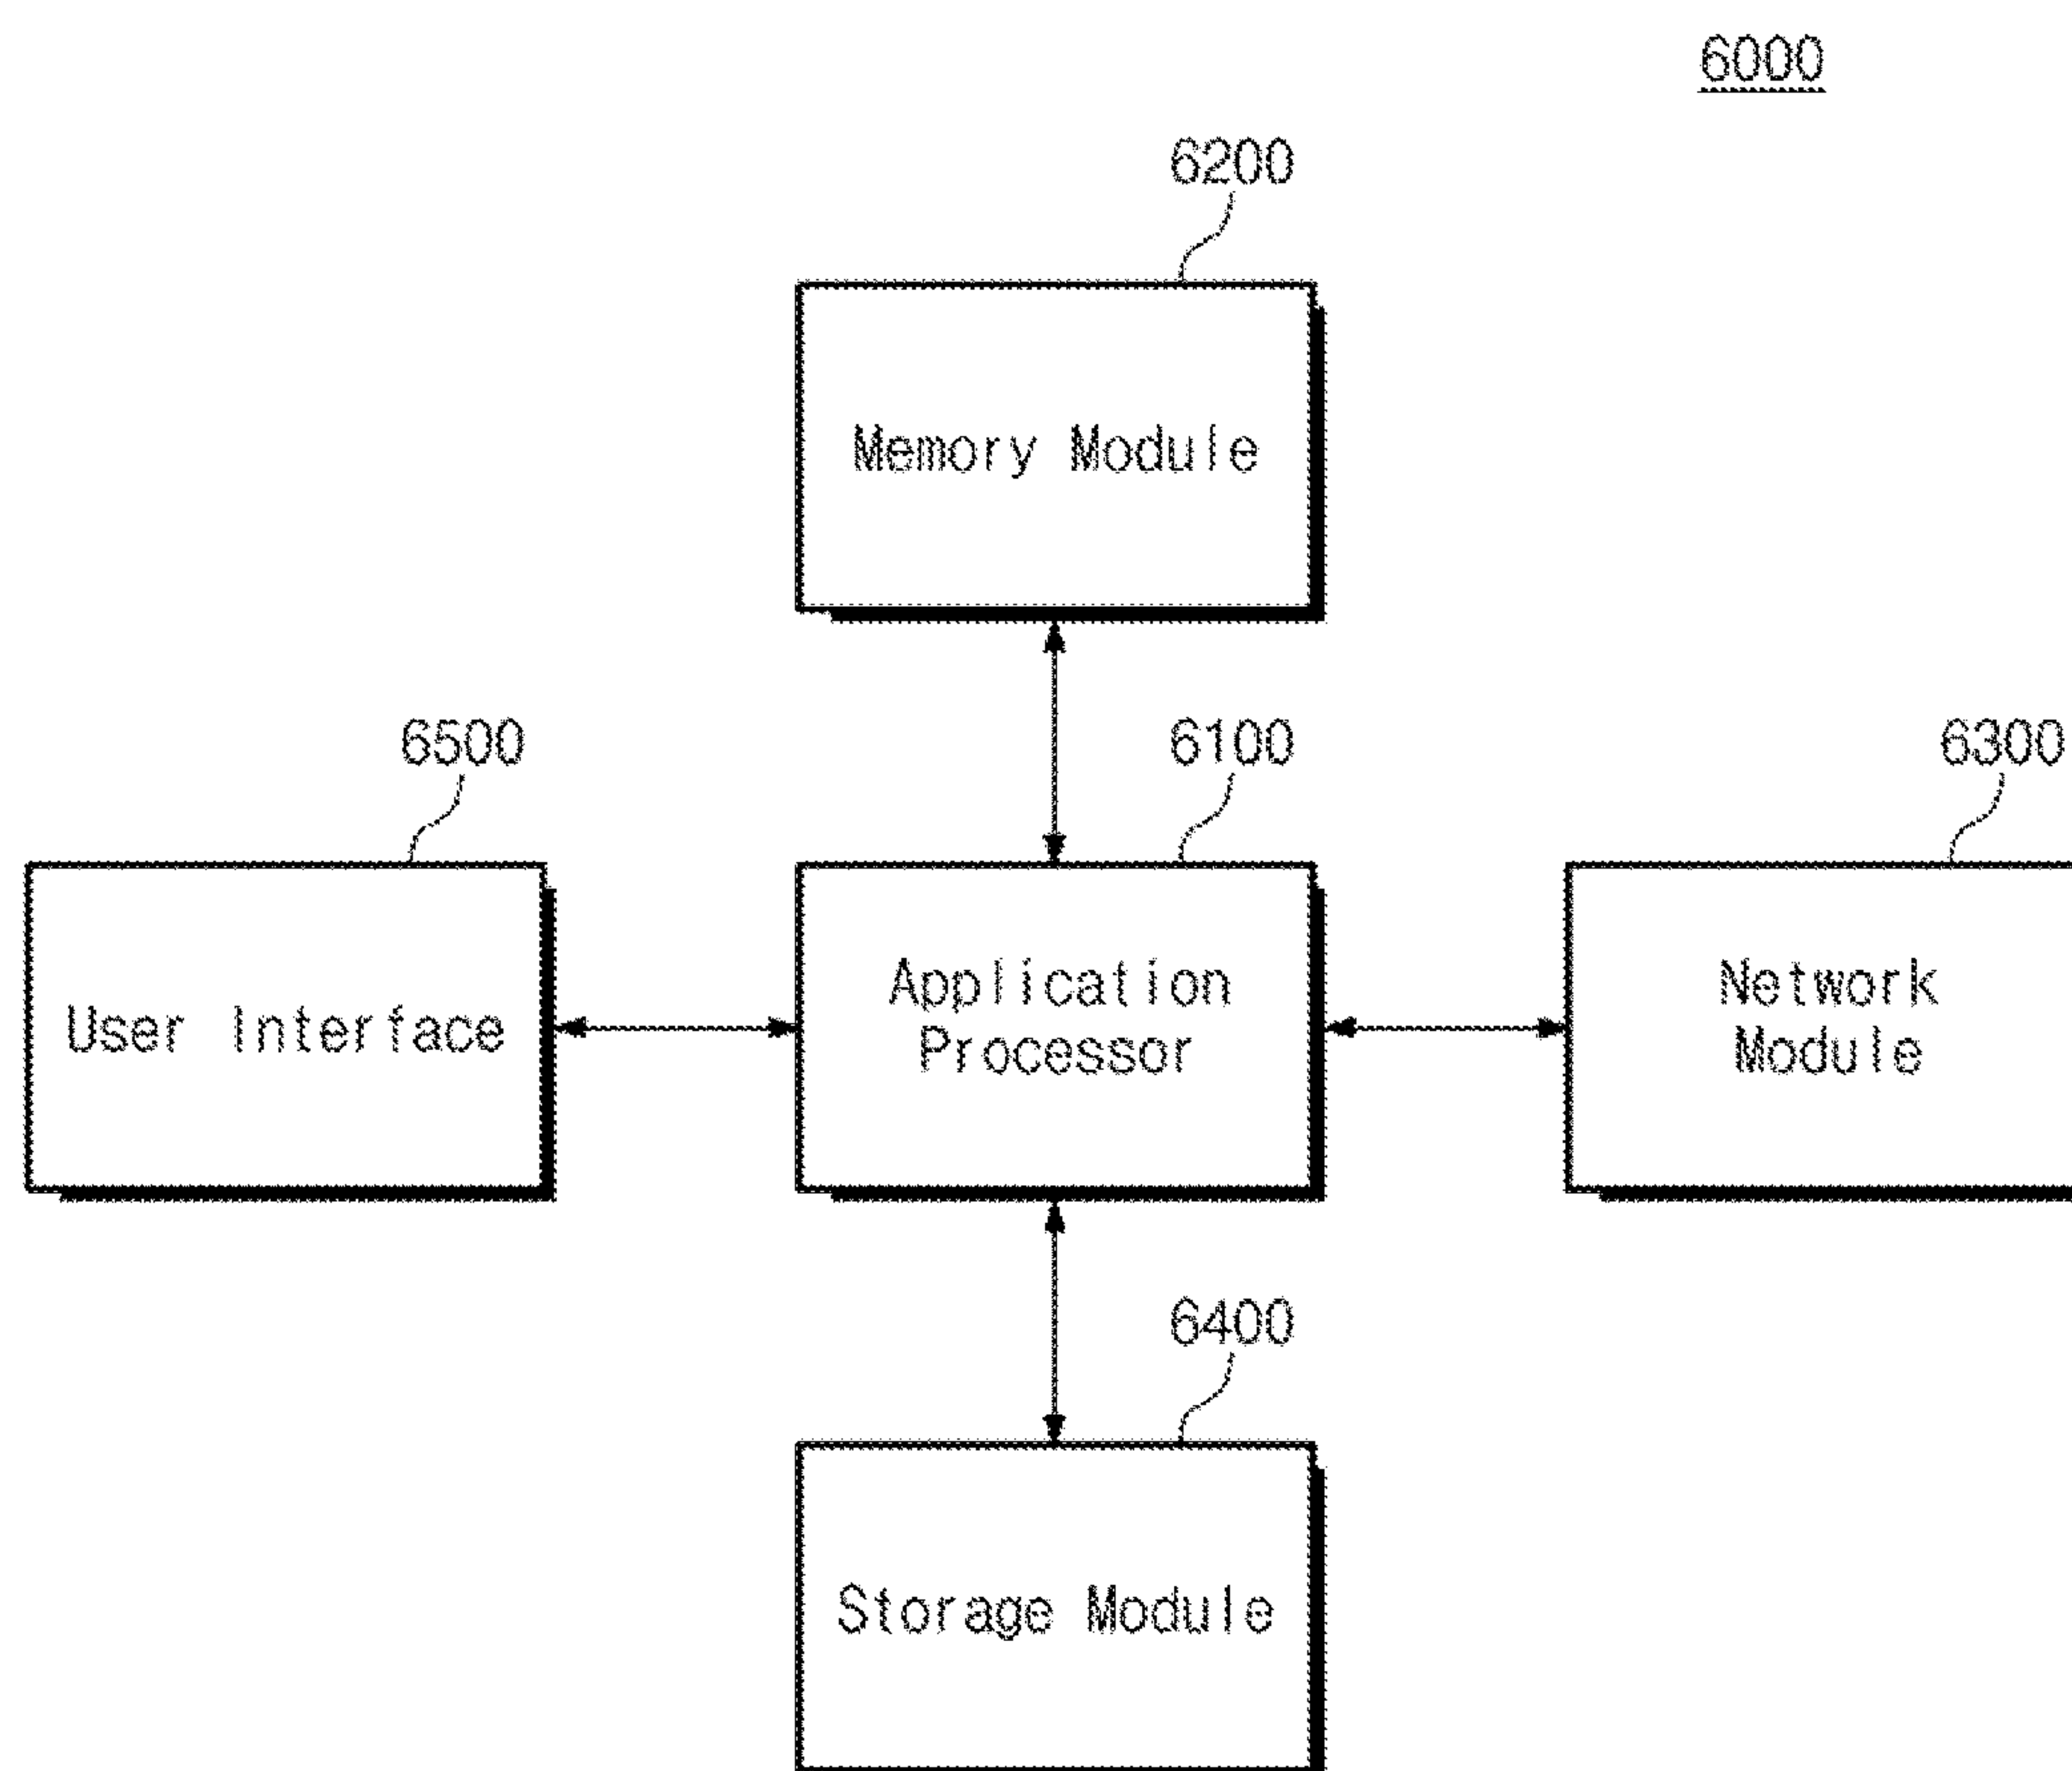 6000
6200
Memory Module
6500
6100
6300
User Interface
Application
Processor
Network
Module
6400
Storage Module